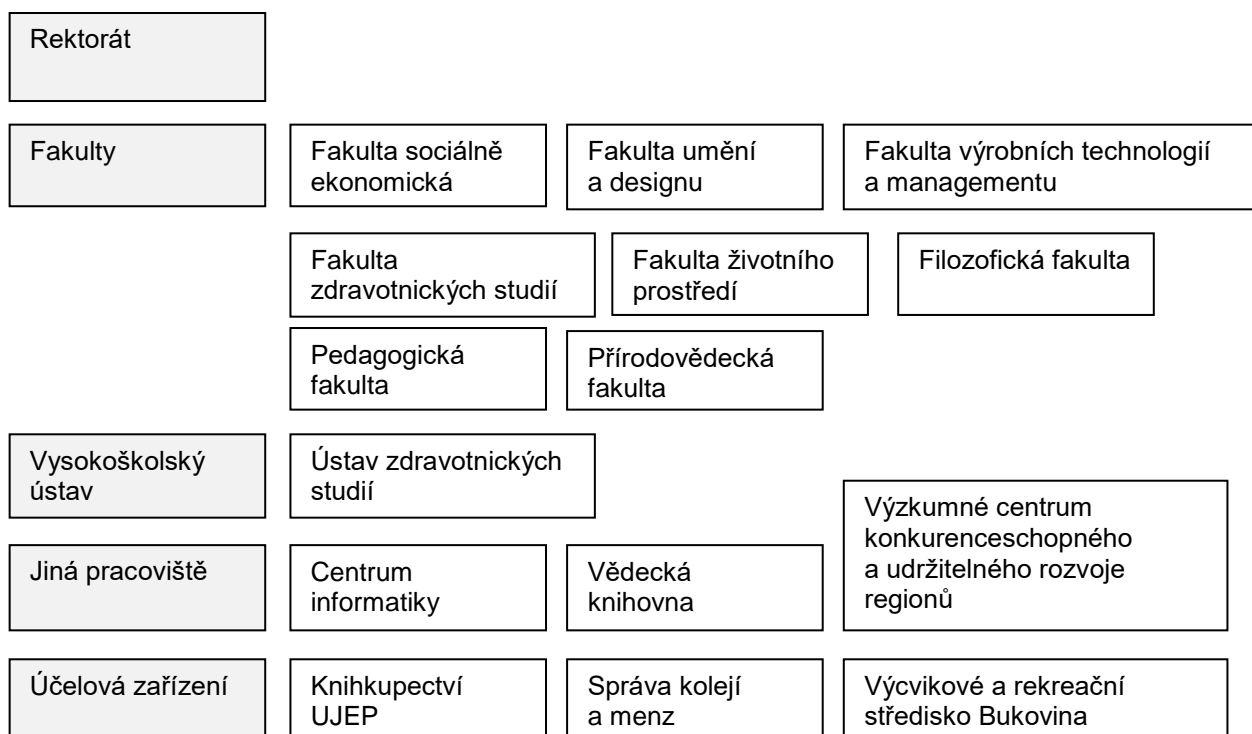 Rektorát
Fakulty
Fakulta sociálně
ekonomická
Fakulta umění
a designu
Fakulta výrobních technologií
a managementu
Fakulta
zdravotnických studií
Fakulta životního
prostředí
Filozofická fakulta
Pedagogická
fakulta
Přírodovědecká
fakulta
Vysokoškolský
ústav
Ústav zdravotnických
studií
Jiná pracoviště
Centrum
informatiky
Vědecká
knihovna
Výzkumné centrum
konkurenceschopného
a udržitelného rozvoje
regionů
Účelová zařízení
Knihkupectví
UJEP
Správa kolejí
a menz
Výcvikové a rekreační
středisko Bukovina